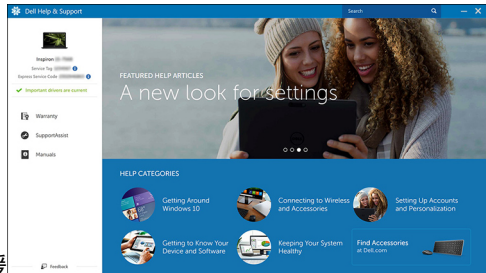 Dell Help & Support
Search
Inspiron
Service Tag
Express Service Code
Important drivers are current
Warranty
SupportAssist
Manuals
Feedback
FEATURED HELP ARTICLES
A new look for settings
HELP CATEGORIES
Getting Around
Windows 10
Connecting to Wireless
and Accessories
Setting Up Accounts
and Personalization
Getting to Know Your
Device and Software
Keeping Your System
Healthy
Find Accessories
at Dell.com